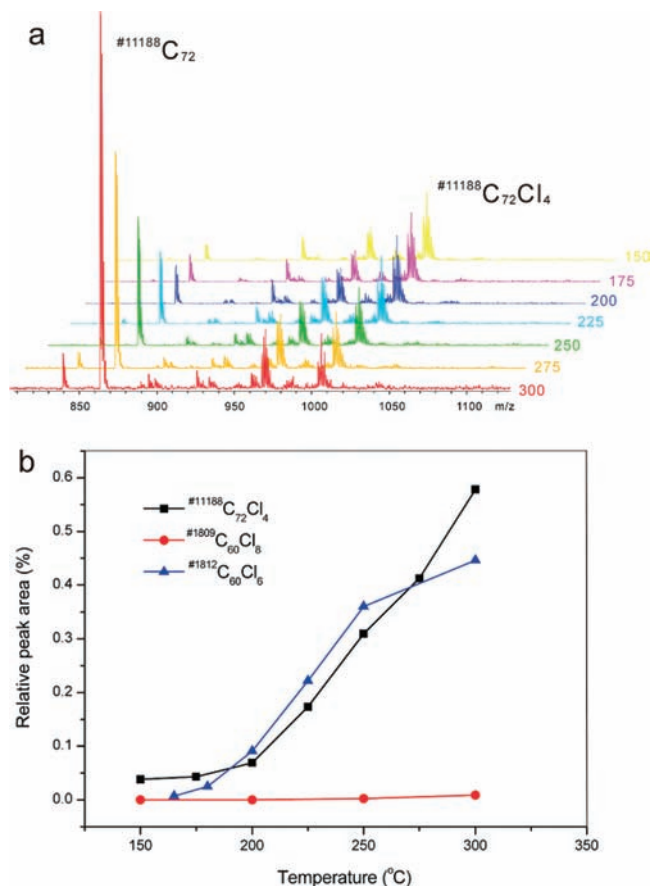 a
#11188C72
#11188C72Cl4
150
175
200
225
250
275
300
850 900 950 1000 1050 1100 m/z
b
0.6
0.5
0.4
0.3
0.2
0.1
0.0
Relative peak area (%)
#11188C72Cl4
#1809C60Cl8
#1812C60Cl6
150 200 250 300 350
Temperature (°C)